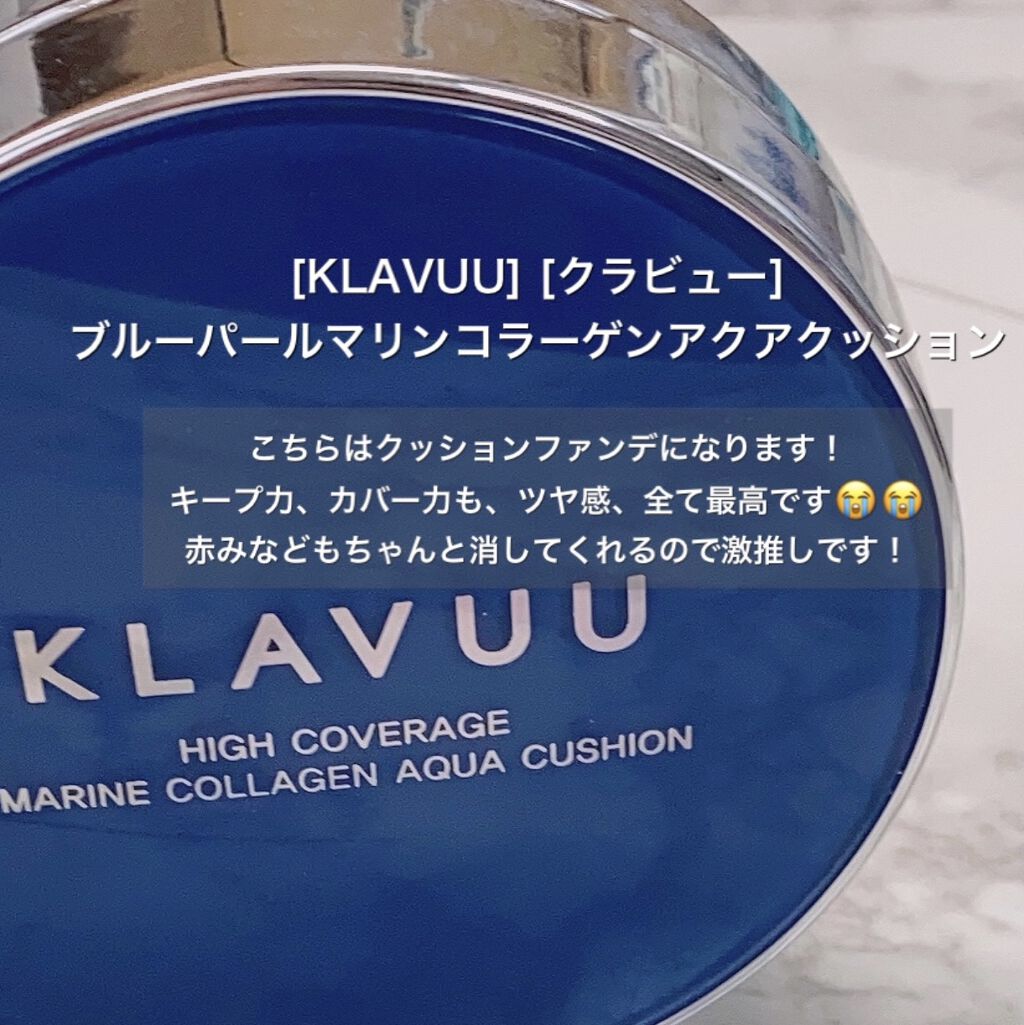 [KLAVUU] [クラビュー]
ブルーパールマリンコラーゲンアクアクッション
こちらはクッションファンデになります！
キープ力、カバー力も、ツヤ感、全て最高です😭😭
赤みなどもちゃんと消してくれるので激推しです！
KLAVUU
HIGH COVERAGE
MARINE COLLAGEN AQUA CUSHION